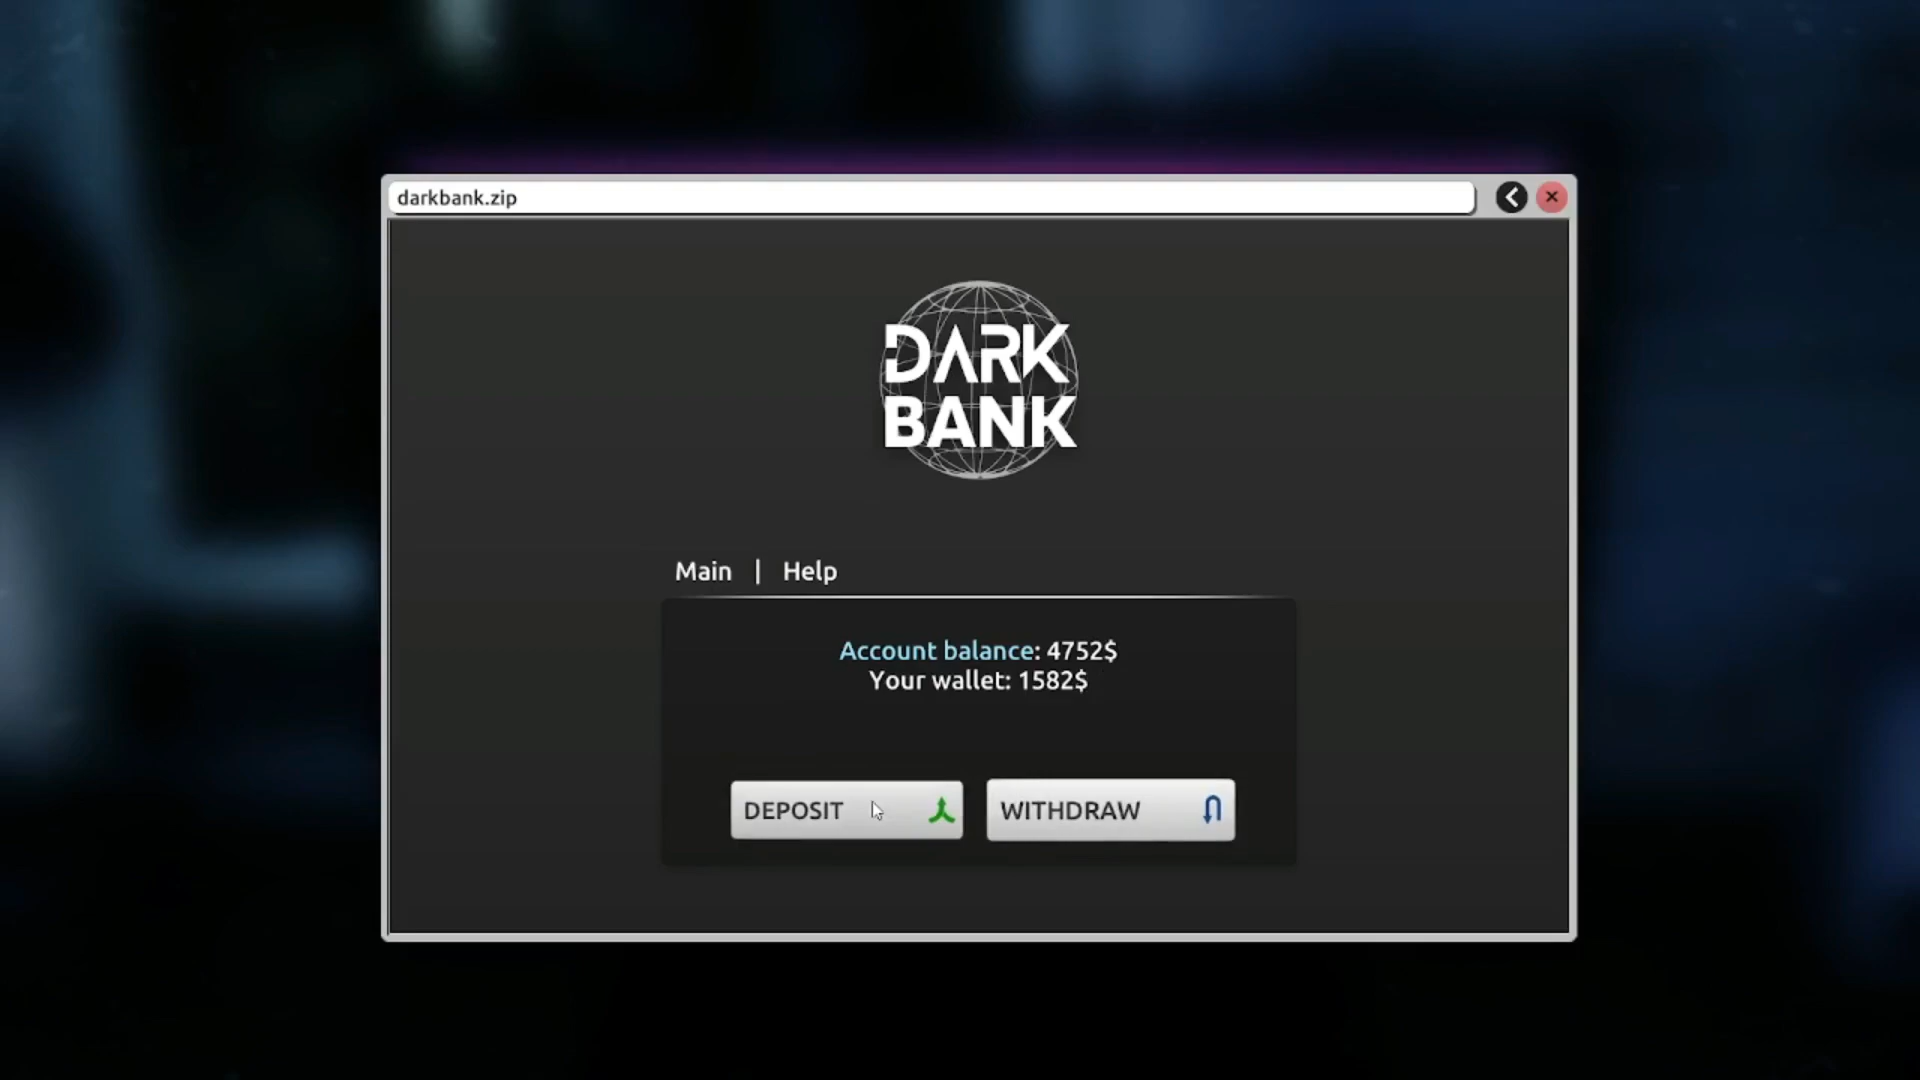 darkbank.zip
DARK
BANK
Main | Help
Account balance: 4752$
Your wallet: 1582$
DEPOSIT
WITHDRAW